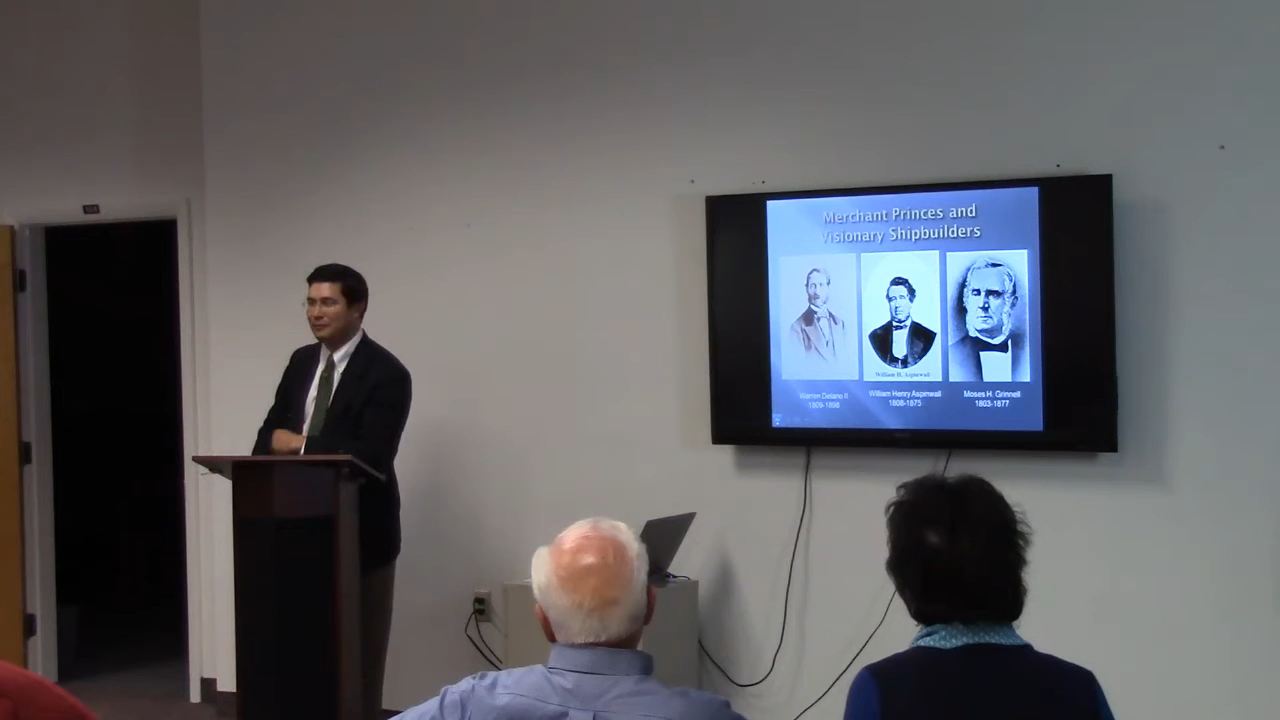 Merchant Princes and
Visionary Shipbuilders
William H. Aspinwall
Warren Delano II
1809-1898
William Henry Aspinwall
1808-1875
Moses H. Grinnell
1803-1877